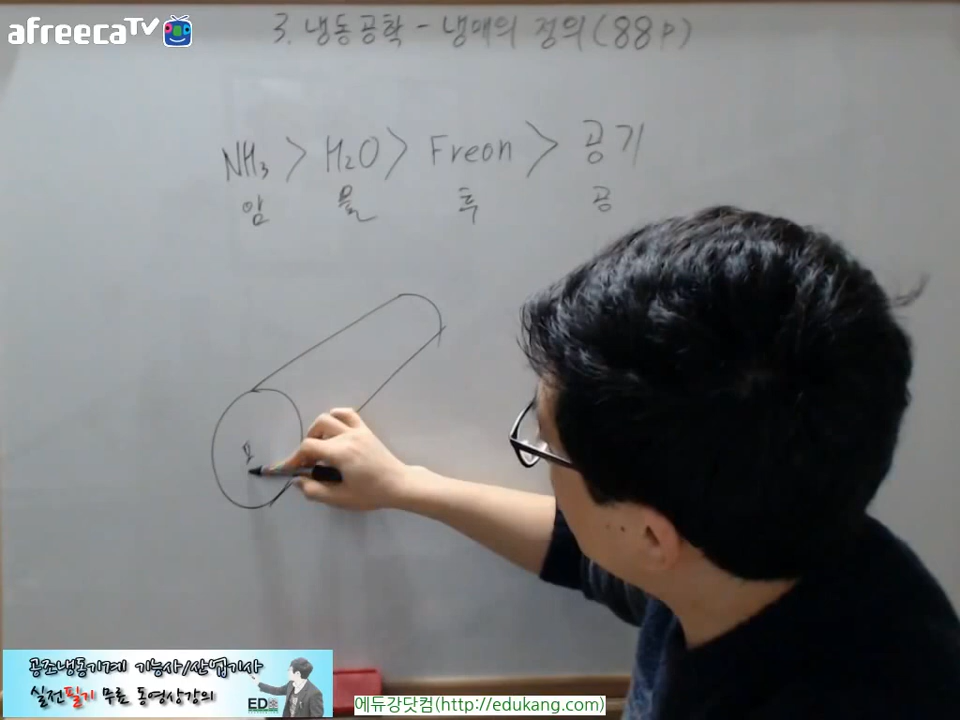 afreecaTV
3. 냉동공학 - 냉매의 정의 (88P)
NH₃ > H₂O > Freon > 공기
암 물 후 공
공조냉동기계 기능사/산업기사
실전필기 무료 동영상강의
ED
에듀강닷컴(http://edukang.com)